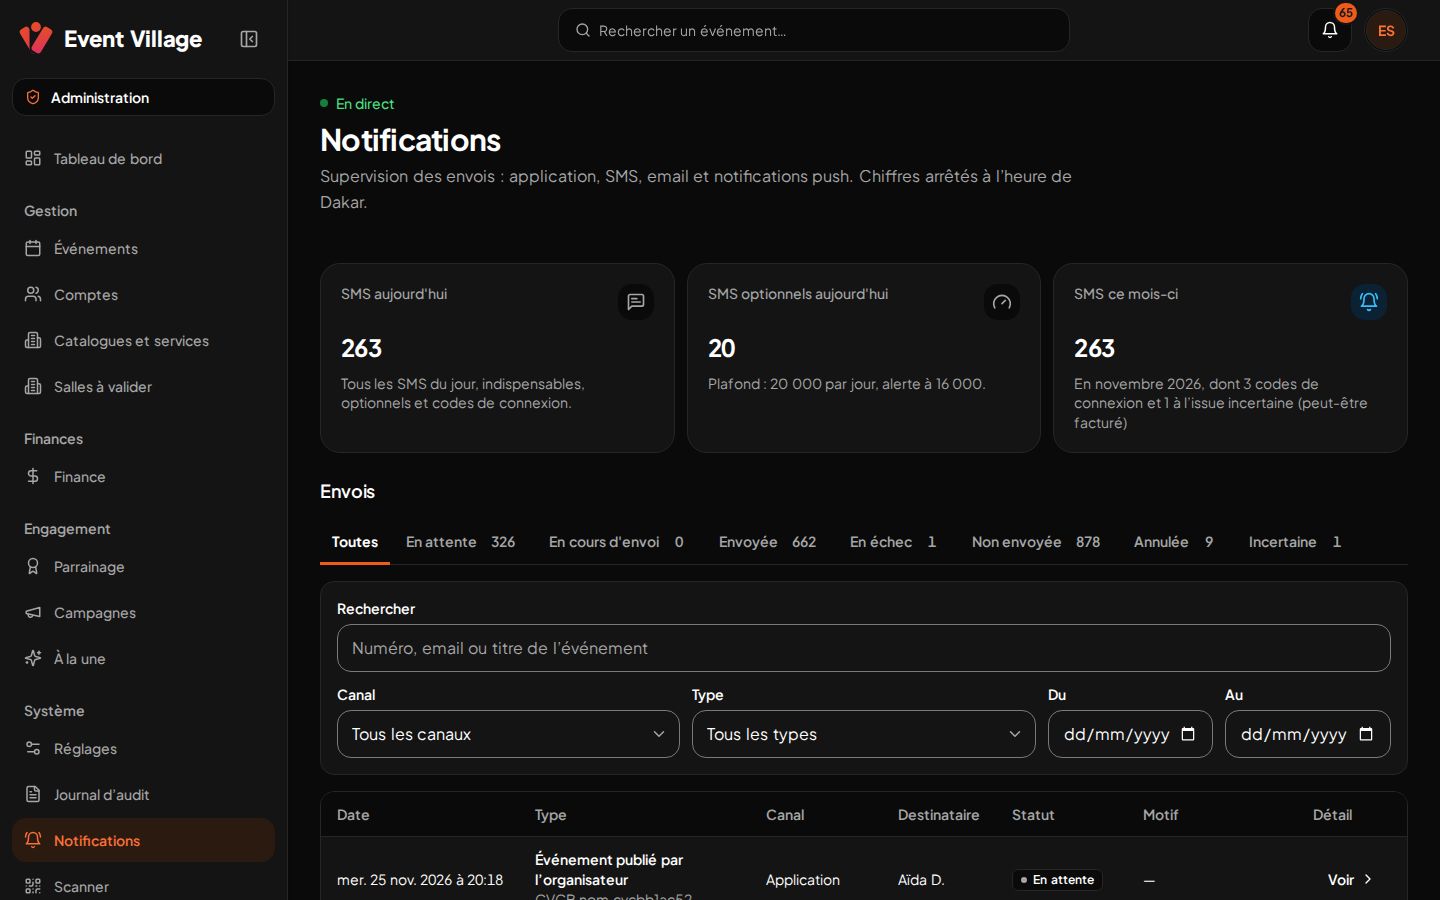 Event Village
Rechercher un événement...
65
ES
Administration
Tableau de bord
Gestion
Événements
Comptes
Catalogues et services
Salles à valider
Finances
Finance
Engagement
Parrainage
Campagnes
À la une
Système
Réglages
Journal d’audit
Notifications
Scanner
En direct
Notifications
Supervision des envois : application, SMS, email et notifications push. Chiffres arrêtés à l’heure de
Dakar.
SMS aujourd'hui
263
Tous les SMS du jour, indispensables,
optionnels et codes de connexion.
SMS optionnels aujourd'hui
20
Plafond : 20 000 par jour, alerte à 16 000.
SMS ce mois-ci
263
En novembre 2026, dont 3 codes de
connexion et 1 à l’issue incertaine (peut-être
facturé)
Envois
Toutes En attente 326 En cours d'envoi 0 Envoyée 662 En échec 1 Non envoyée 878 Annulée 9 Incertaine 1
Rechercher
Numéro, email ou titre de l’événement
Canal Type Du Au
Tous les canaux Tous les types dd/mm/yyyy dd/mm/yyyy
Date Type Canal Destinataire Statut Motif Détail
Événement publié par
l’organisateur
mer. 25 nov. 2026 à 20:18 Application Aïda D. En attente — Voir